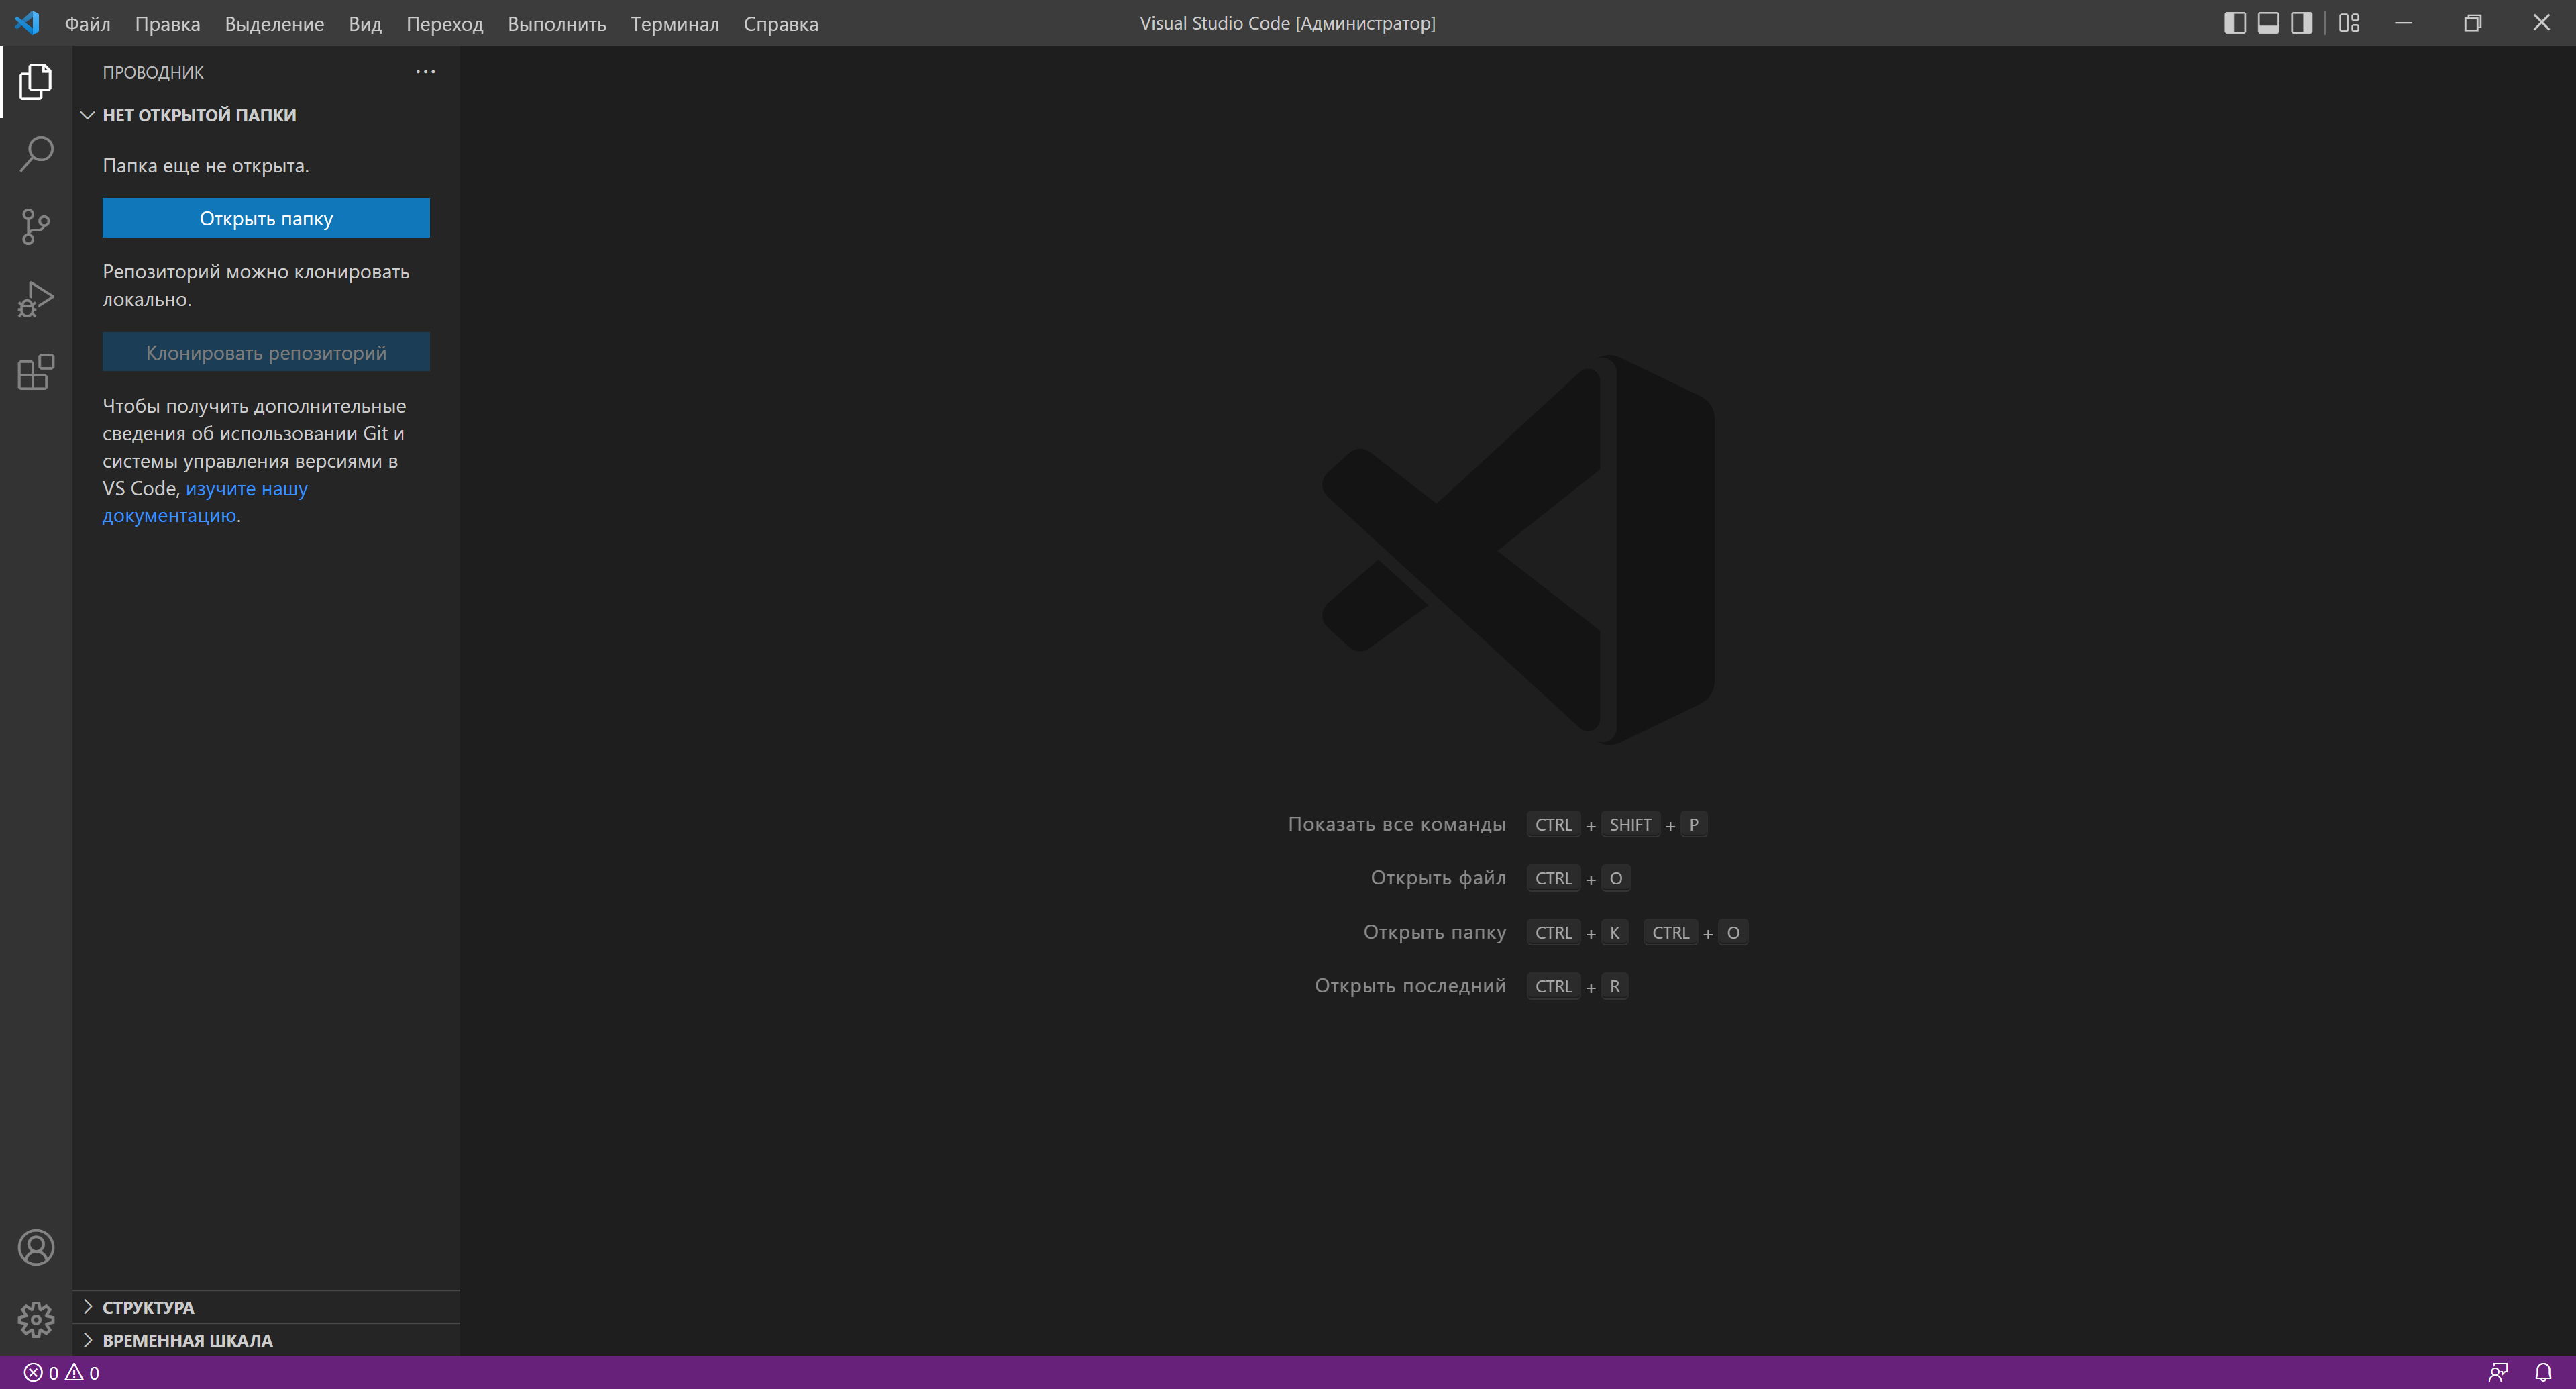 Файл Правка Выделение Вид Переход Выполнить Терминал Справка
Visual Studio Code [Администратор]
ПРОВОДНИК
НЕТ ОТКРЫТОЙ ПАПКИ
Папка еще не открыта.
Открыть папку
Репозиторий можно клонировать
локально.
Клонировать репозиторий
Чтобы получить дополнительные
сведения об использовании Git и
системы управления версиями в
VS Code, изучите нашу
документацию.
Показать все команды CTRL + SHIFT + P
Открыть файл CTRL + O
Открыть папку CTRL + K CTRL + O
Открыть последний CTRL + R
СТРУКТУРА
ВРЕМЕННАЯ ШКАЛА
0 0